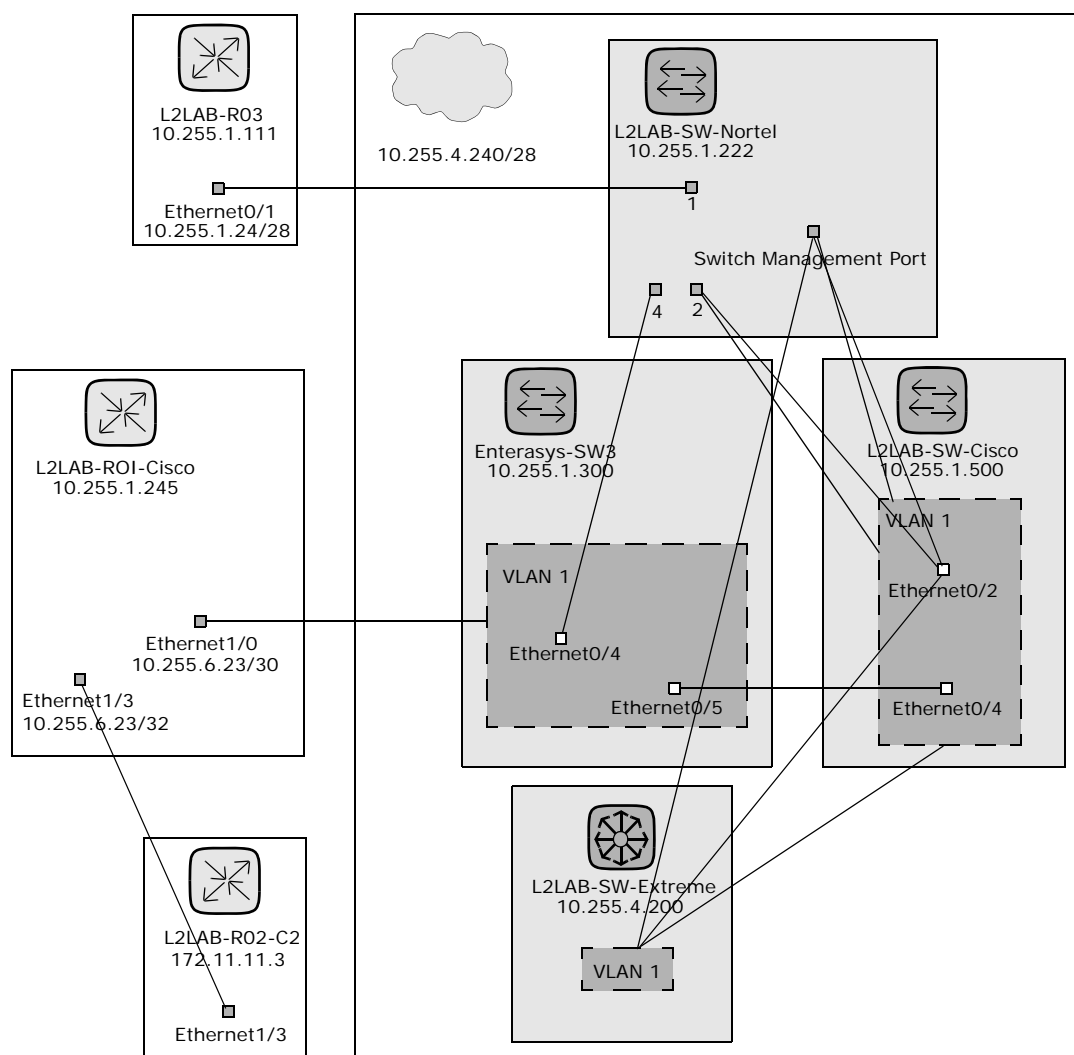 L2LAB-R03
10.255.1.111
Ethernet0/1
10.255.1.24/28
10.255.4.240/28
L2LAB-SW-Nortel
10.255.1.222
1
Switch Management Port
4
2
L2LAB-ROI-Cisco
10.255.1.245
Ethernet1/0
10.255.6.23/30
Ethernet1/3
10.255.6.23/32
Enterasys-SW3
10.255.1.300
VLAN 1
Ethernet0/4
Ethernet0/5
L2LAB-SW-Cisco
10.255.1.500
VLAN 1
Ethernet0/2
Ethernet0/4
L2LAB-SW-Extreme
10.255.4.200
VLAN 1
L2LAB-R02-C2
172.11.11.3
Ethernet1/3